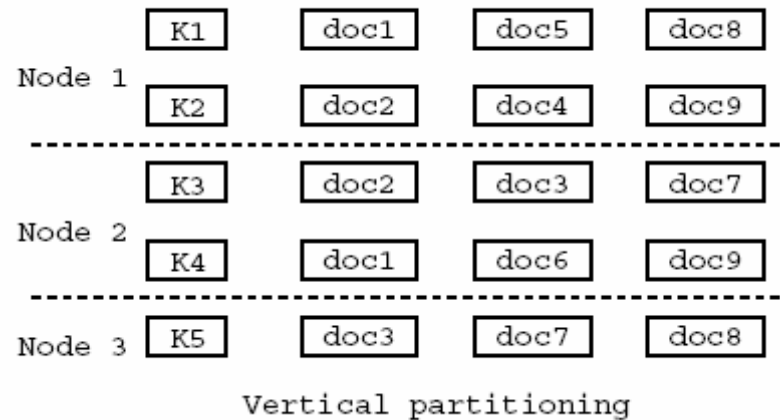 K1 doc1 doc5 doc8
Node 1
K2 doc2 doc4 doc9
K3 doc2 doc3 doc7
Node 2
K4 doc1 doc6 doc9
Node 3 K5 doc3 doc7 doc8
Vertical partitioning